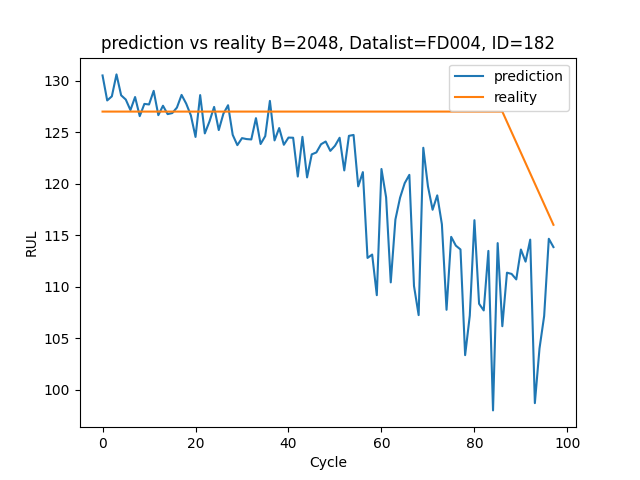 prediction vs reality B=2048, Datalist=FD004, ID=182
prediction
reality
RUL
130
125
120
115
110
105
100
0 20 40 60 80 100
Cycle